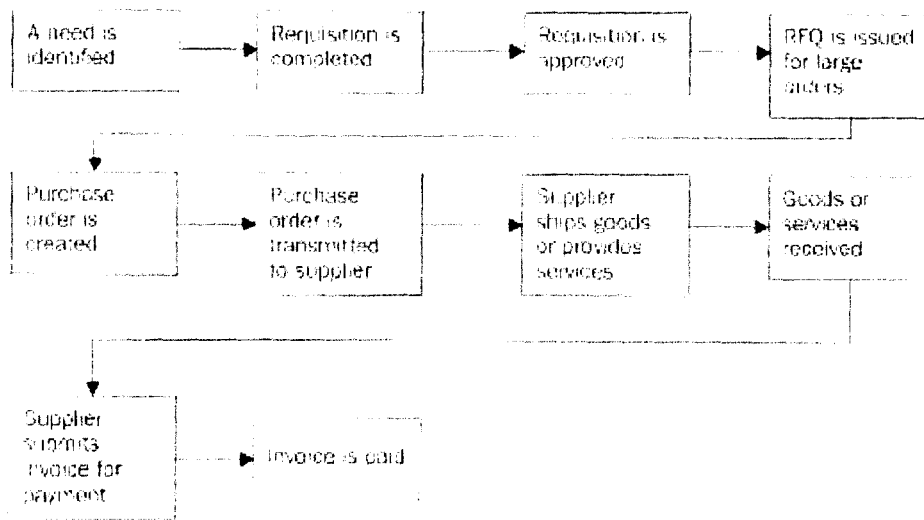 A need is
identified
Requisition is
completed
Requisition is
approved
RFQ is issued
for large
orders
Purchase
order is
created
Purchase
order is
transmitted
to supplier
Supplier
ships goods
or provides
services
Goods or
services
received
Supplier
submits
invoice for
payment
Invoice is paid